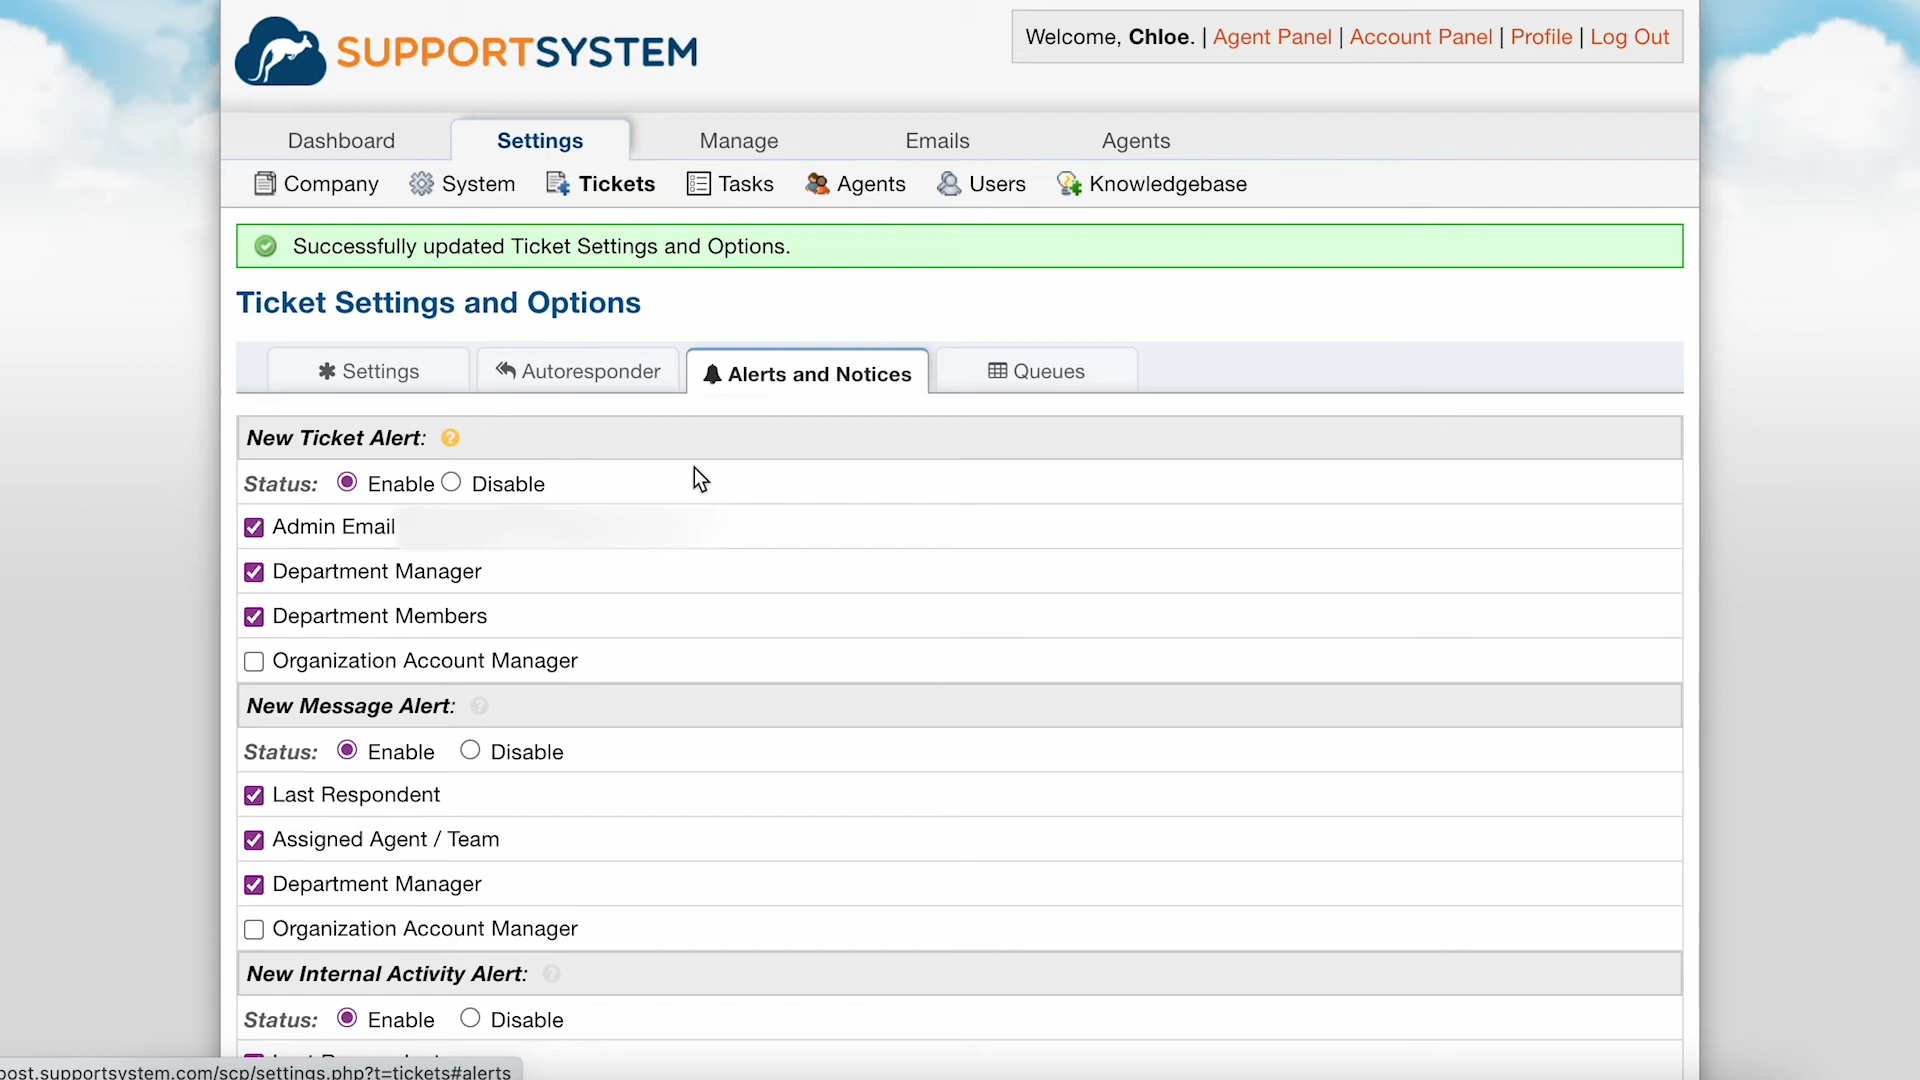 SUPPORTSYSTEM
Welcome, Chloe. | Agent Panel | Account Panel | Profile | Log Out
Dashboard Settings Manage Emails Agents
Company System Tickets Tasks Agents Users Knowledgebase
Successfully updated Ticket Settings and Options.
Ticket Settings and Options
Settings Autoresponder Alerts and Notices Queues
New Ticket Alert: ?
Status: Enable Disable
Admin Email
Department Manager
Department Members
Organization Account Manager
New Message Alert: ?
Status: Enable Disable
Last Respondent
Assigned Agent / Team
Department Manager
Organization Account Manager
New Internal Activity Alert: ?
Status: Enable Disable
post.supportsystem.com/scp/settings.php?t=tickets#alerts